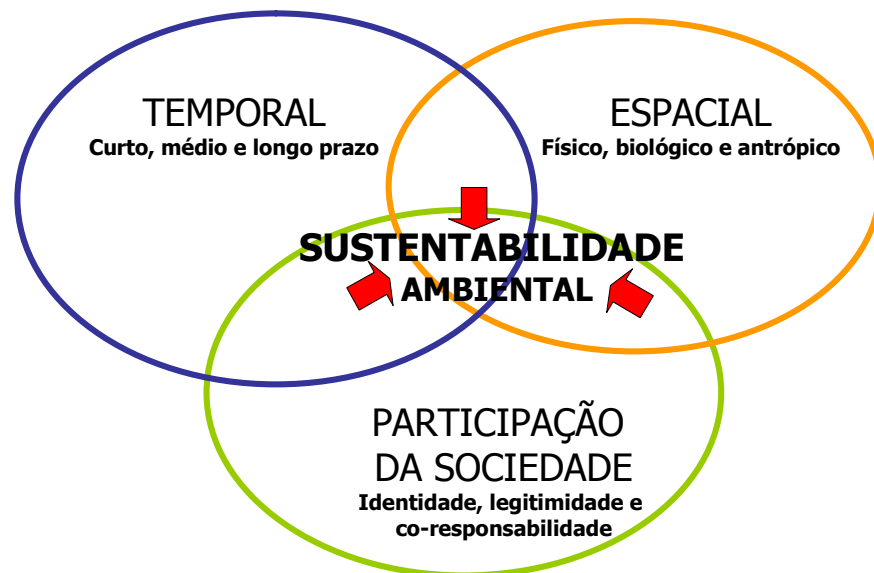 TEMPORAL
Curto, médio e longo prazo
ESPACIAL
Físico, biológico e antrópico
SUSTENTABILIDADE
AMBIENTAL
PARTICIPAÇÃO
DA SOCIEDADE
Identidade, legitimidade e
co-responsabilidade